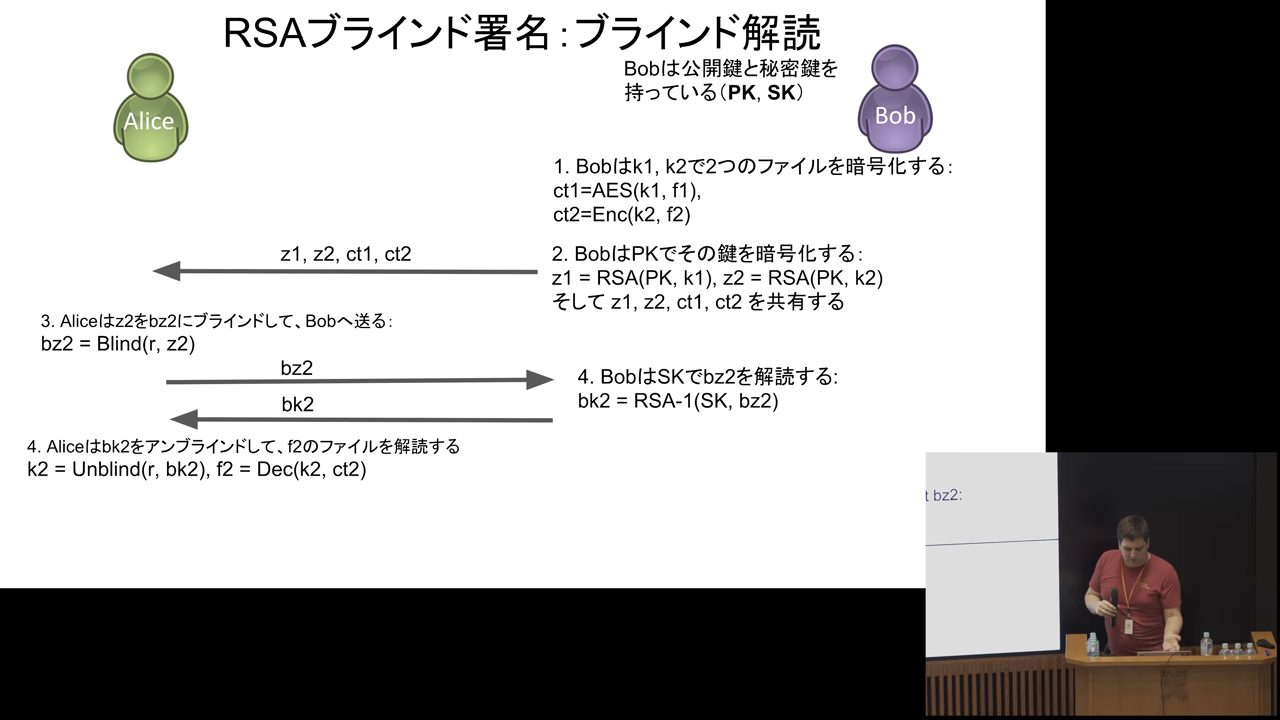 RSAブラインド署名：ブラインド解読
Alice
Bobは公開鍵と秘密鍵を
持っている（PK, SK）
Bob
1. Bobはk1, k2で2つのファイルを暗号化する：
ct1=AES(k1, f1),
ct2=Enc(k2, f2)
z1, z2, ct1, ct2
2. BobはPKでその鍵を暗号化する：
z1 = RSA(PK, k1), z2 = RSA(PK, k2)
そして z1, z2, ct1, ct2 を共有する
3. Aliceはz2をbz2にブラインドして、Bobへ送る：
bz2 = Blind(r, z2)
bz2
4. BobはSKでbz2を解読する:
bk2 = RSA-1(SK, bz2)
bk2
4. Aliceはbk2をアンブラインドして、f2のファイルを解読する
k2 = Unblind(r, bk2), f2 = Dec(k2, ct2)
t bz2: